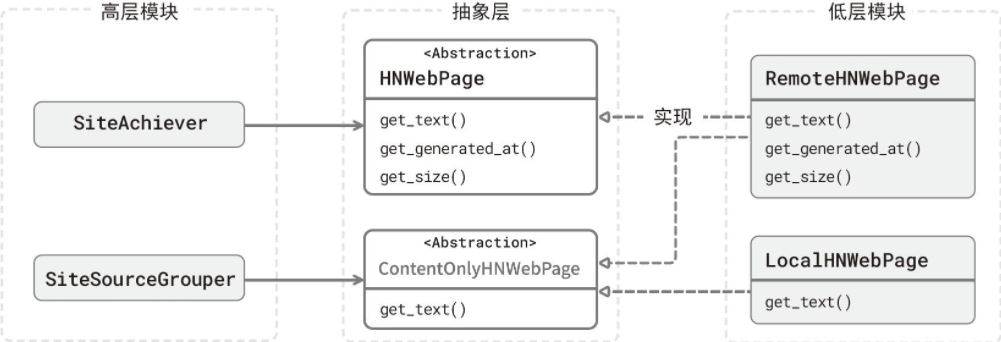 高层模块
抽象层
低层模块
SiteAchiever
SiteSourceGrouper
<Abstraction>
HNWebPage
get_text()
get_generated_at()
get_size()
<Abstraction>
ContentOnlyHNWebPage
get_text()
实现
RemoteHNWebPage
get_text()
get_generated_at()
get_size()
LocalHNWebPage
get_text()